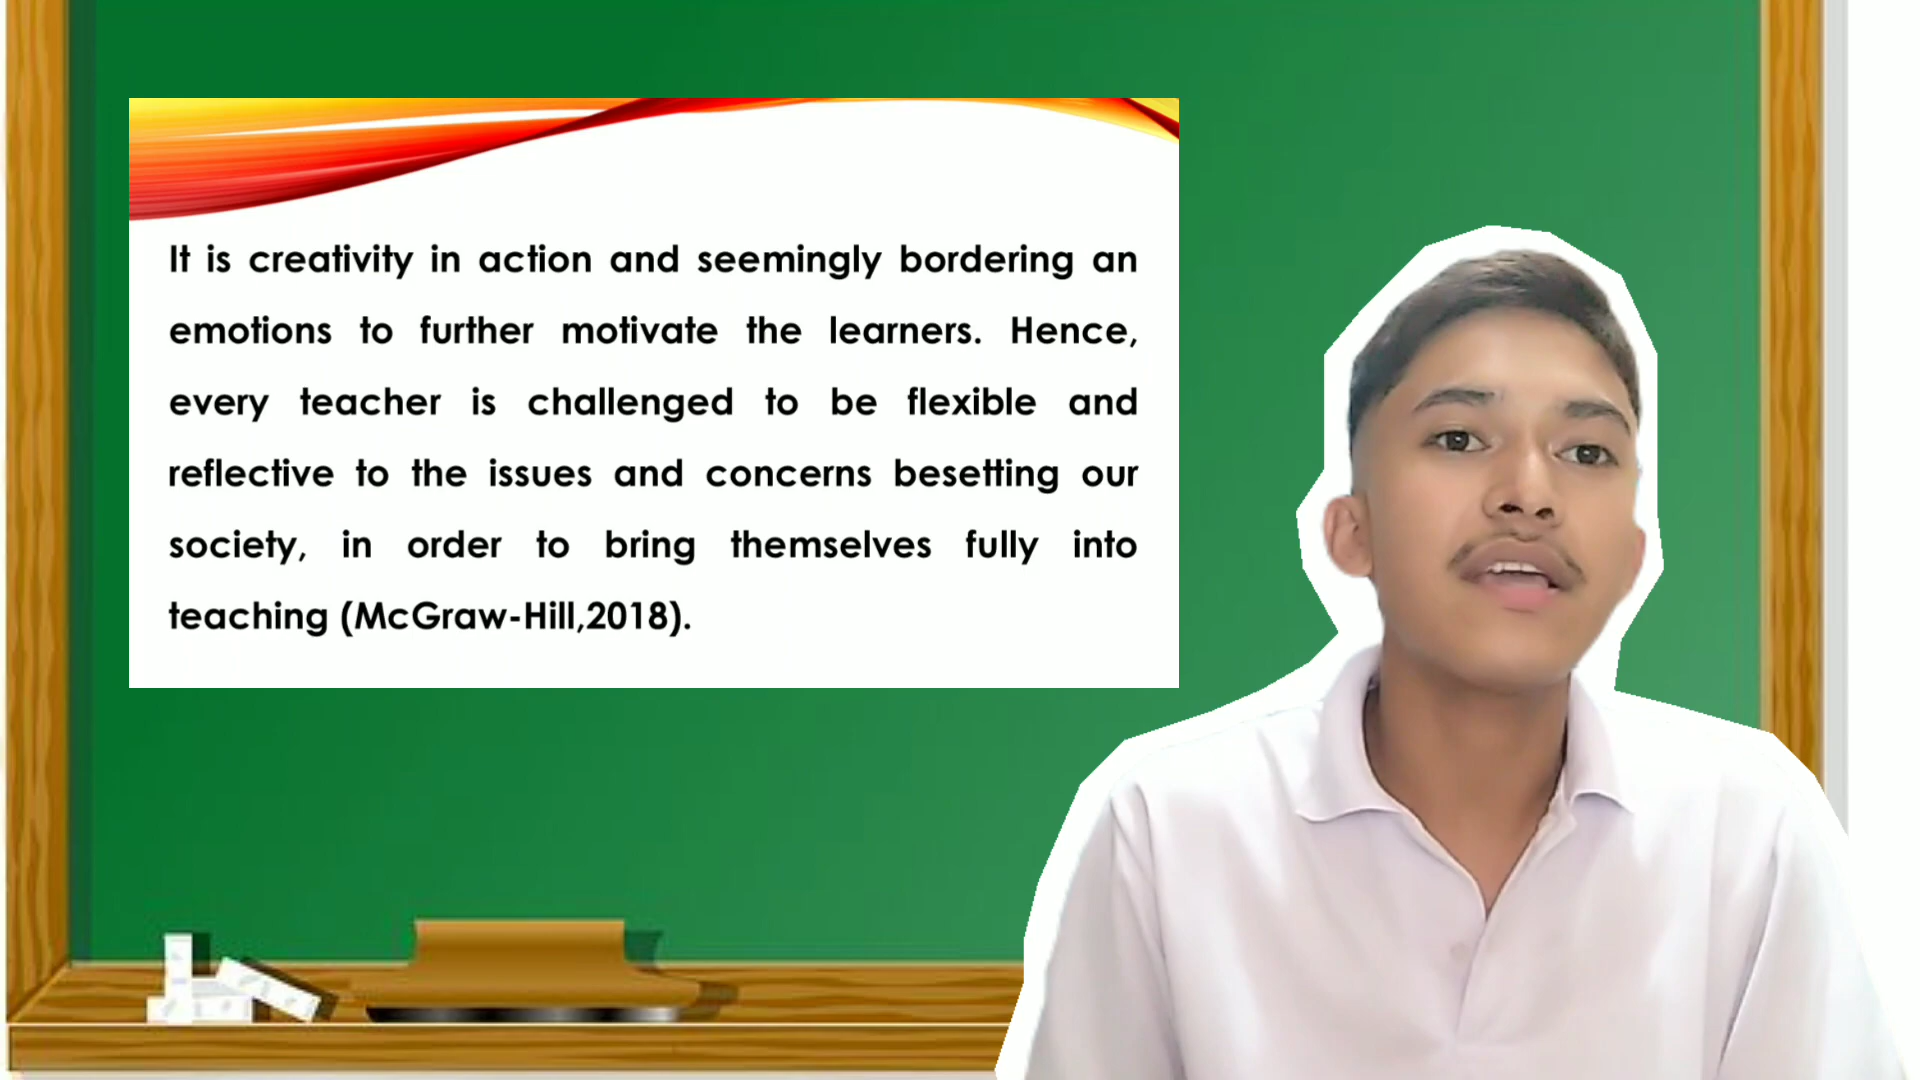 It is creativity in action and seemingly bordering an
emotions to further motivate the learners. Hence,
every teacher is challenged to be flexible and
reflective to the issues and concerns besetting our
society, in order to bring themselves fully into
teaching (McGraw-Hill,2018).